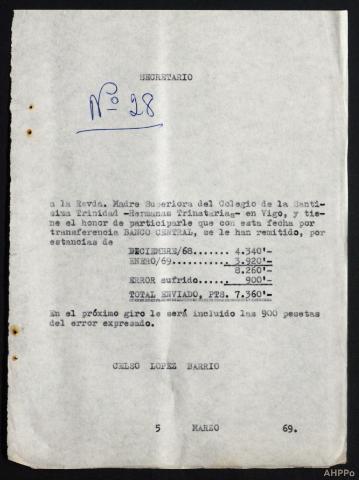 SECRETARIO
Nº 28
a la Revda. Madre Superiora del Colegio de la Santi-
sima Trinidad -Hermanas Trinatarias- en Vigo, y tie-
ne el honor de participarle que con esta fecha por
transferencia BANCO CENTRAL, se le han remitido, por
estancias de
DICIEMBRE/68....... 4.340'-
ENERO/69........... 3.920'-
8.260'-
ERROR sufrido..... 900'-
TOTAL ENVIADO, PTS. 7.360'-
En el próximo giro le será incluido las 900 pesetas
del error expresado.
CELSO LOPEZ BARRIO
5 MARZO 69.
AHPPo